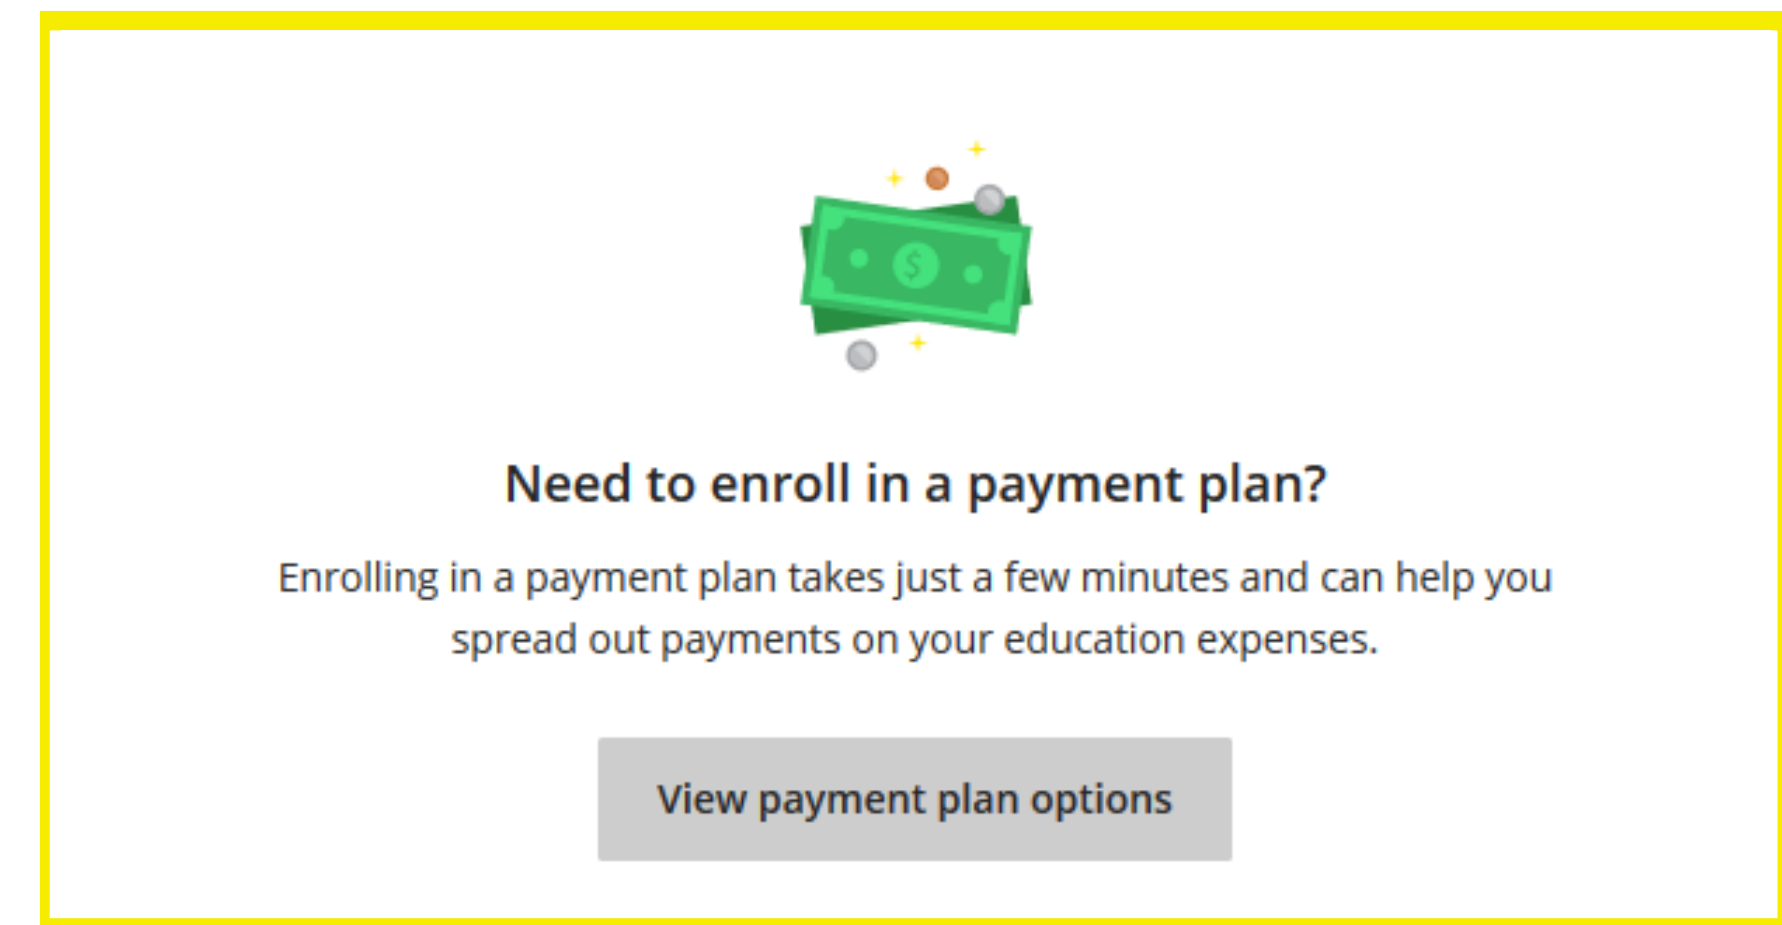 $
Need to enroll in a payment plan?
Enrolling in a payment plan takes just a few minutes and can help you
spread out payments on your education expenses.
View payment plan options